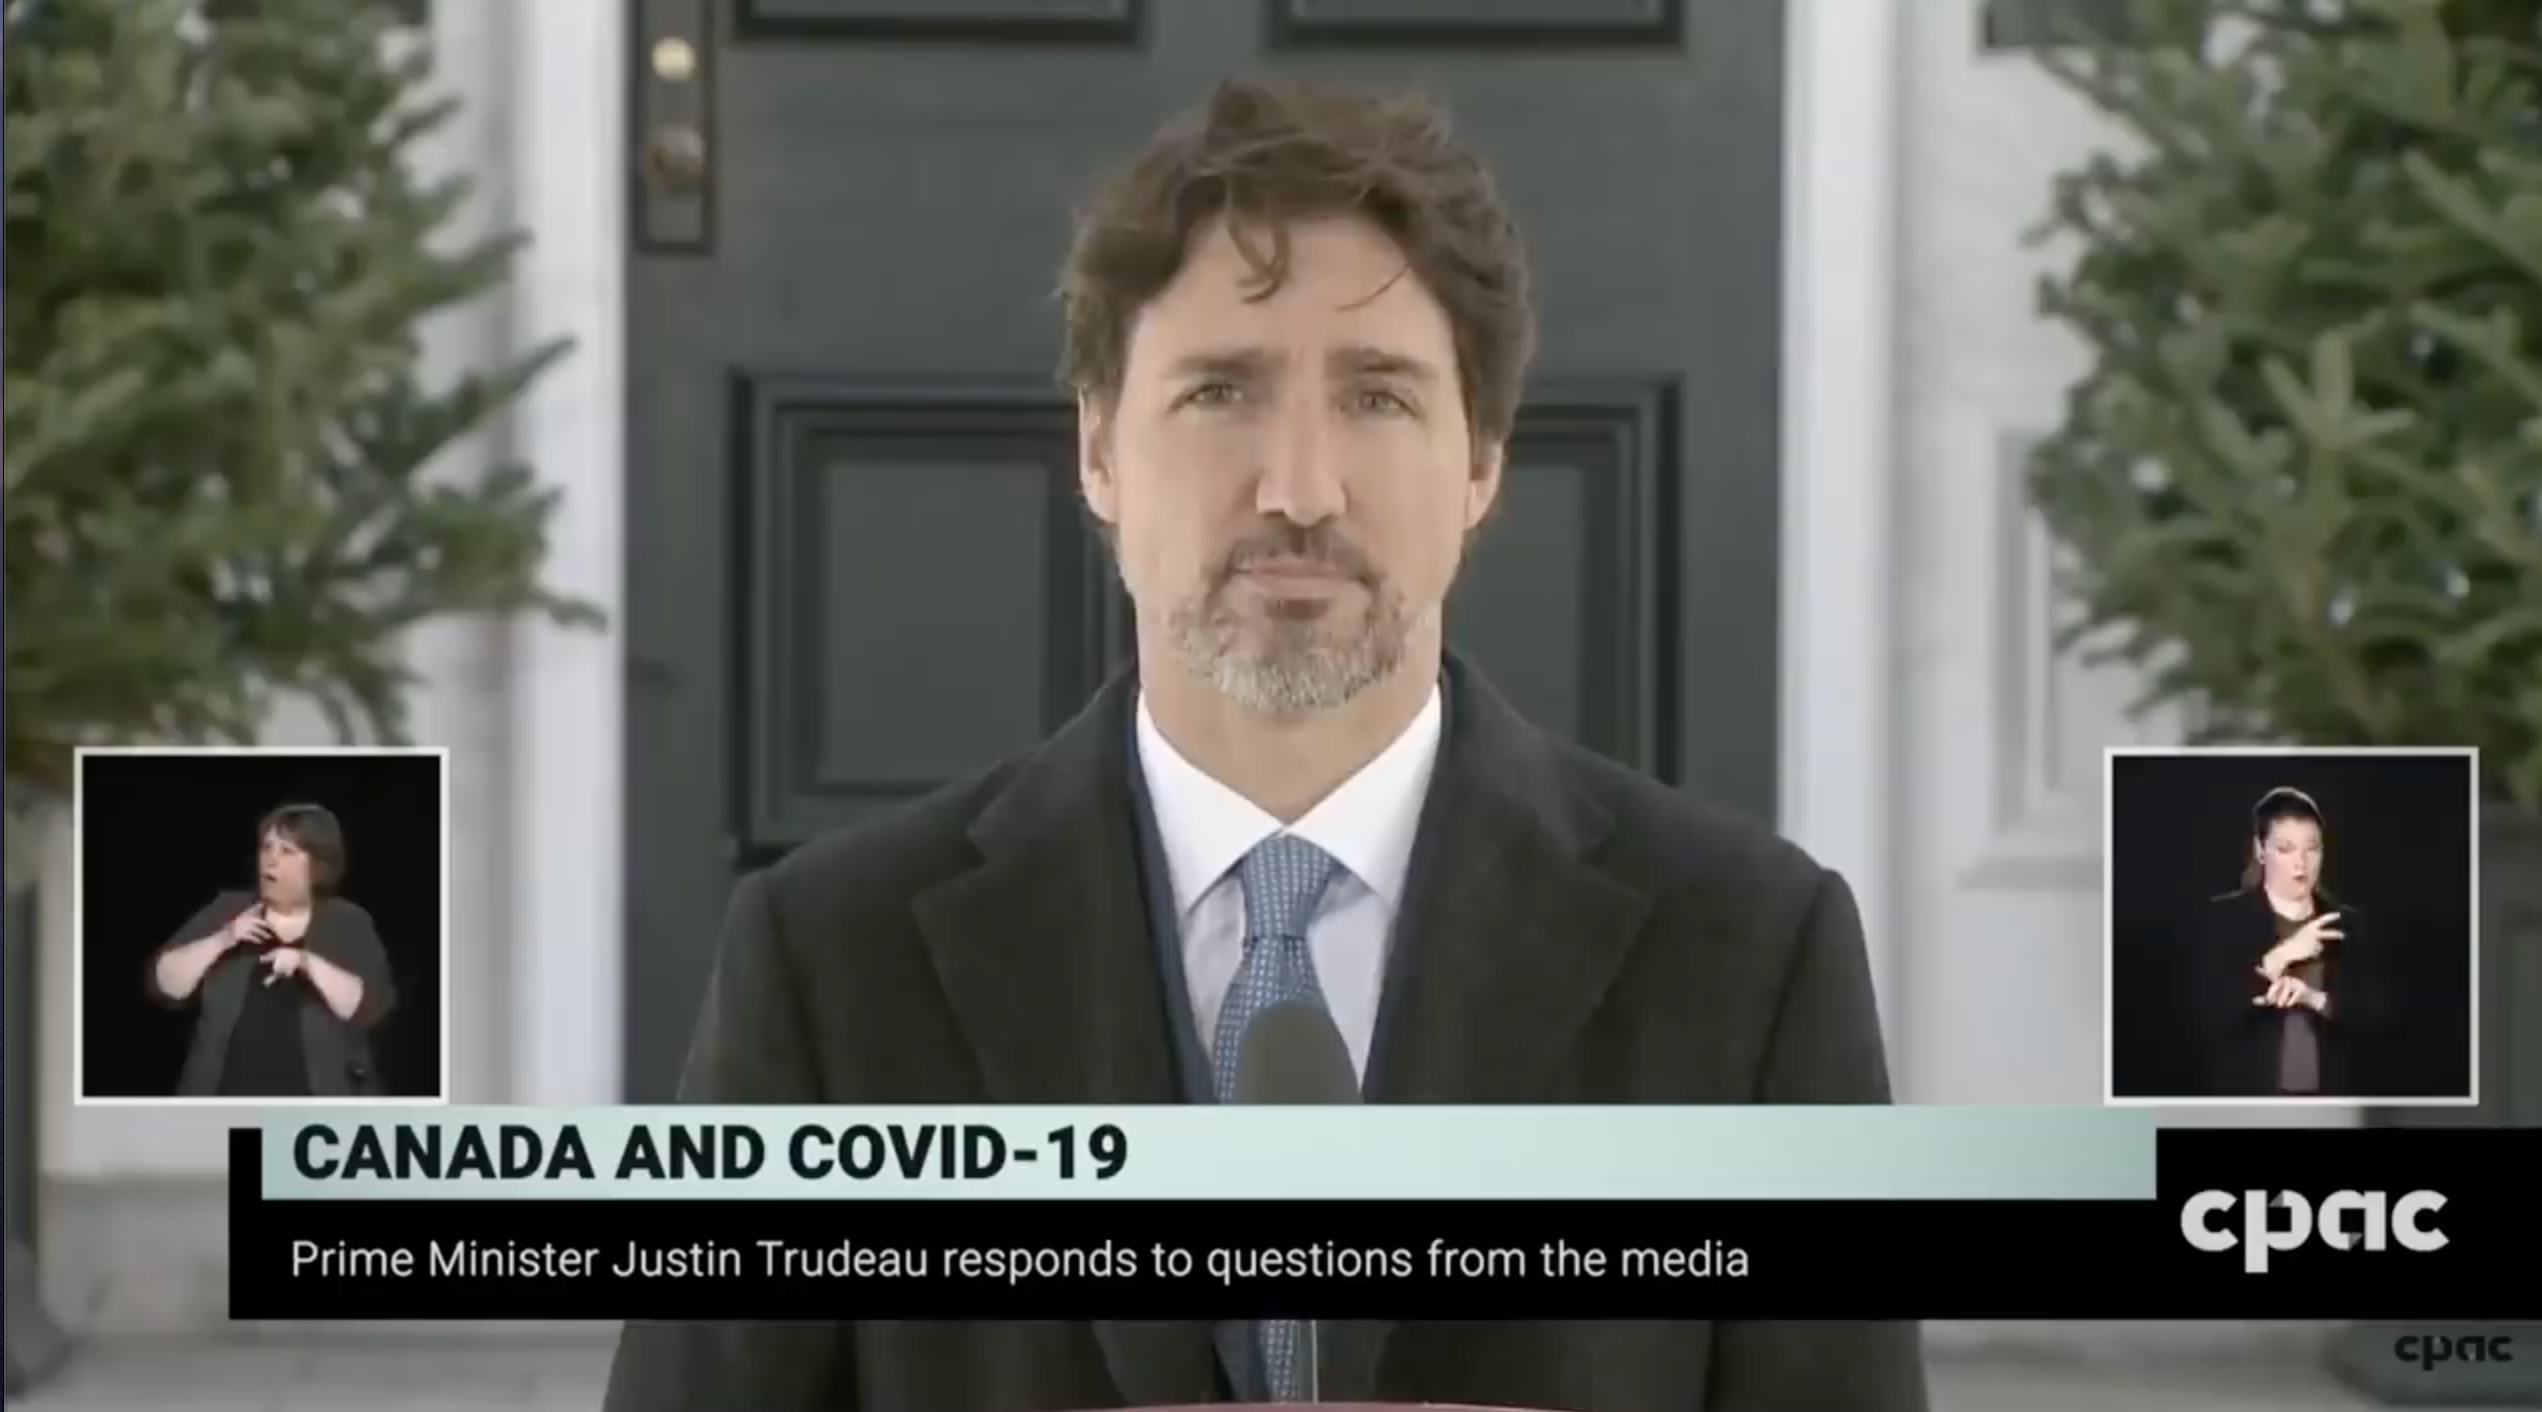 CANADA AND COVID-19
Prime Minister Justin Trudeau responds to questions from the media
cpac
cpac